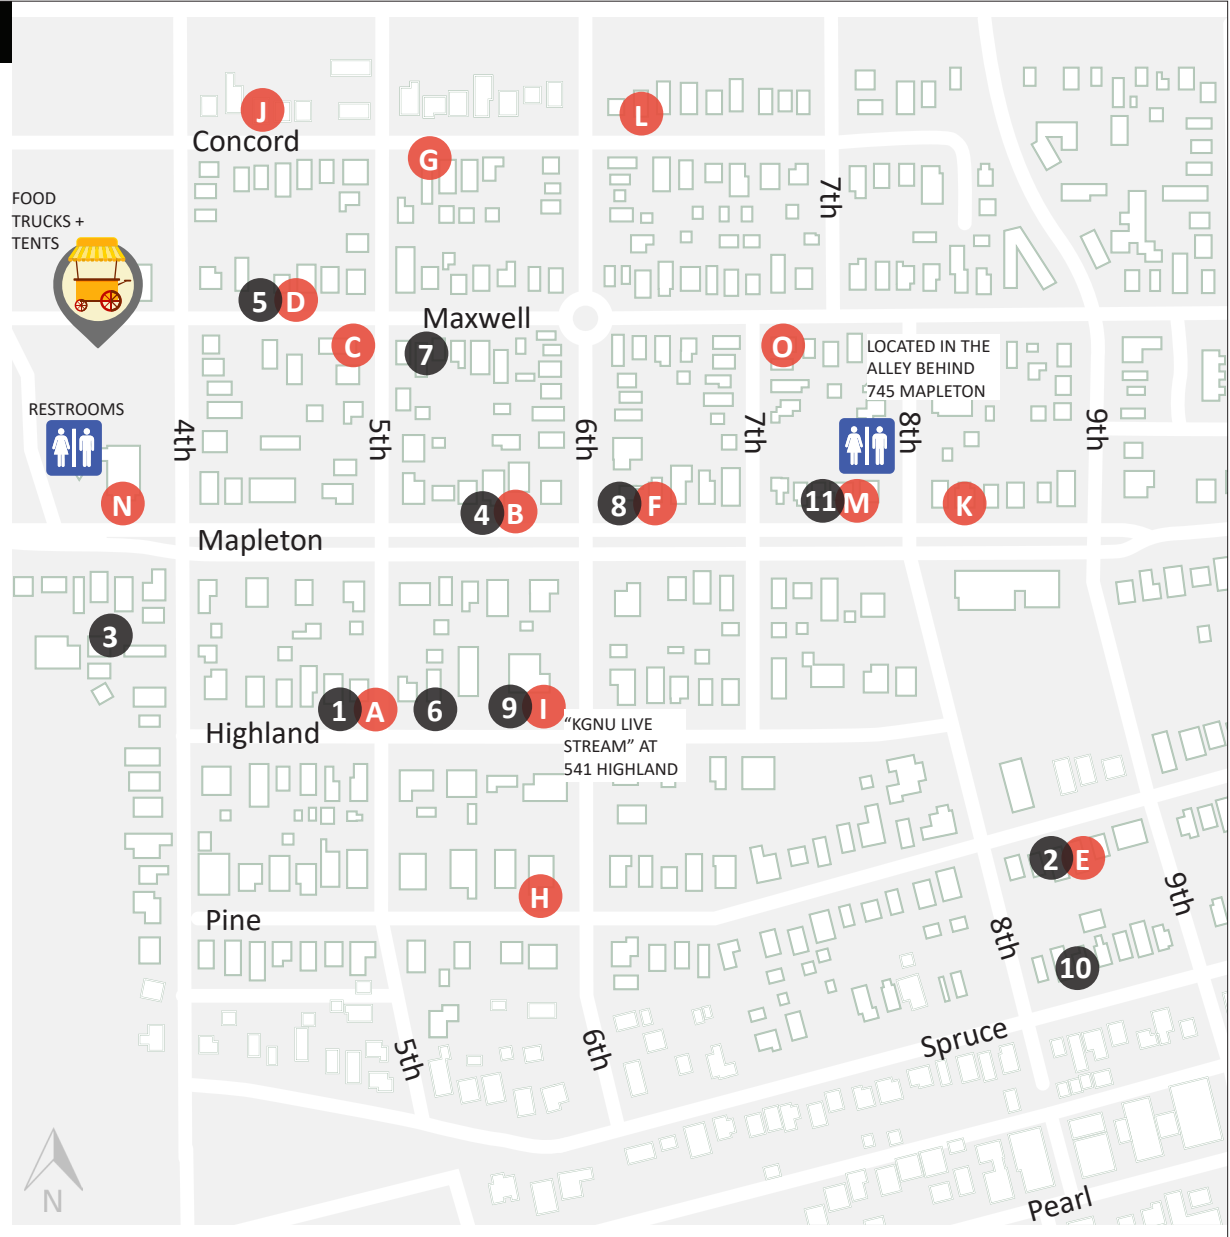 J
L
Concord
G
7th
FOOD
TRUCKS +
TENTS
5 D
Maxwell
C
7
O
LOCATED IN THE
ALLEY BEHIND
745 MAPLETON
RESTROOMS
4th
5th
6th
7th
8th
9th
N
4 B
8 F
11 M
K
Mapleton
3
1 A
6
9 I
Highland
"KGNU LIVE
STREAM" AT
541 HIGHLAND
2 E
H
Pine
9th
8th
10
Spruce
5th
6th
N
Pearl